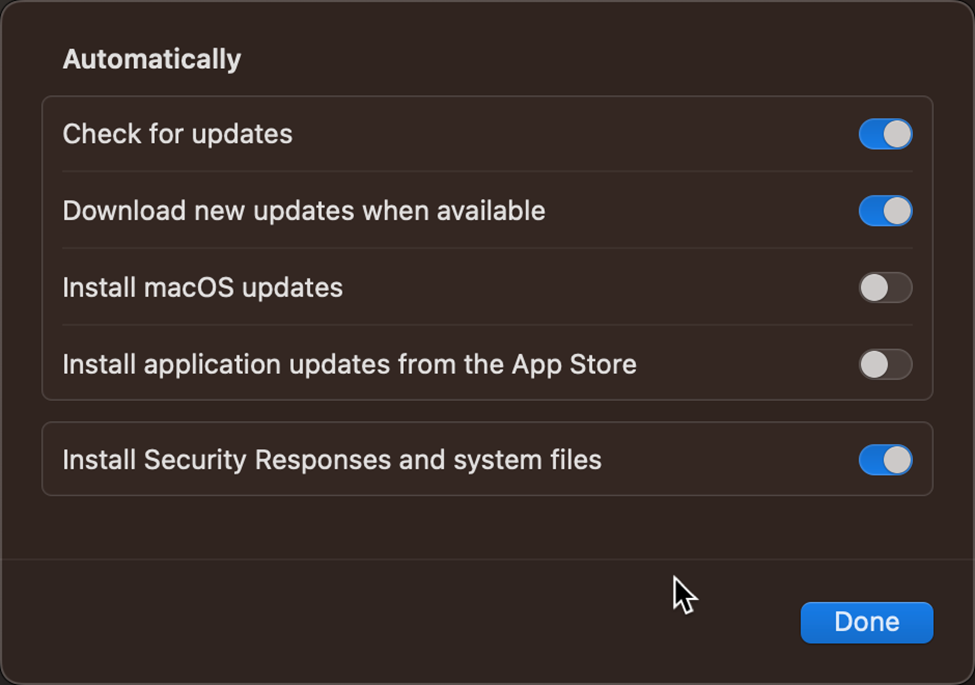 Automatically
Check for updates
Download new updates when available
Install macOS updates
Install application updates from the App Store
Install Security Responses and system files
Done